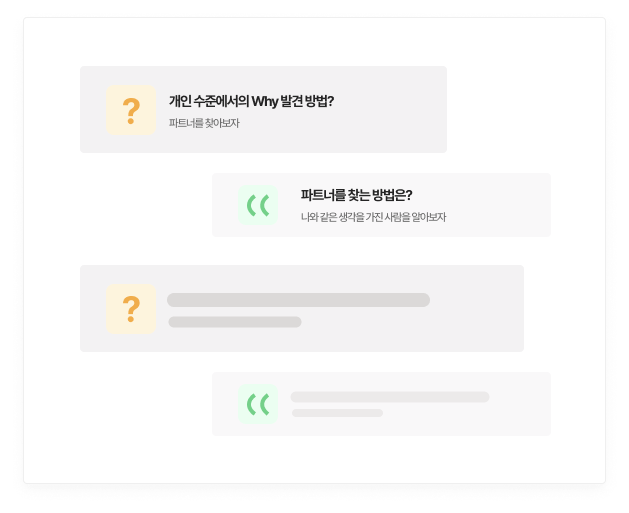 ?
개인 수준에서의 Why 발견 방법?
파트너를 찾아보자
파트너를 찾는 방법은?
나와 같은 생각을 가진 사람을 알아보자
?